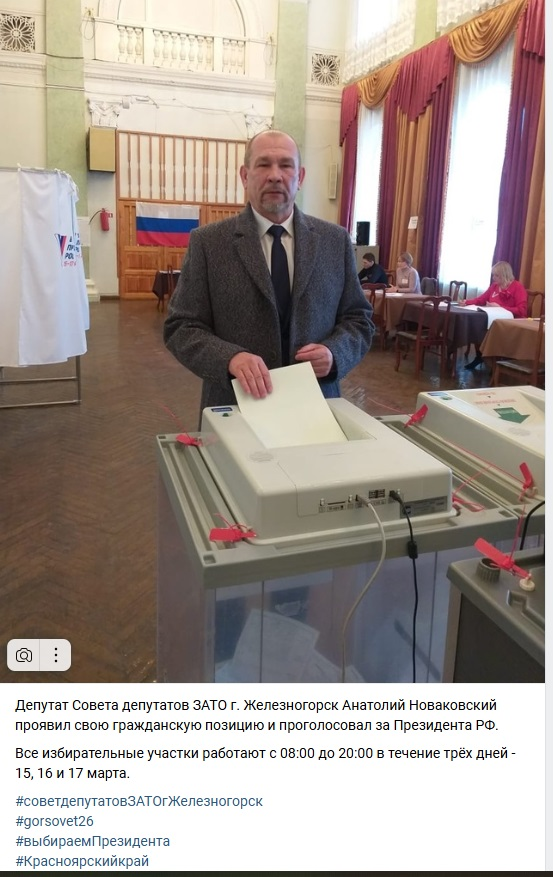 Депутат Совета депутатов ЗАТО г. Железногорск Анатолий Новаковский
проявил свою гражданскую позицию и проголосовал за Президента РФ.
Все избирательные участки работают с 08:00 до 20:00 в течение трёх дней -
15, 16 и 17 марта.
#советдепутатовЗАТОгЖелезногорск
#gorsovet26
#выбираемПрезидента
#Красноярскийкрай